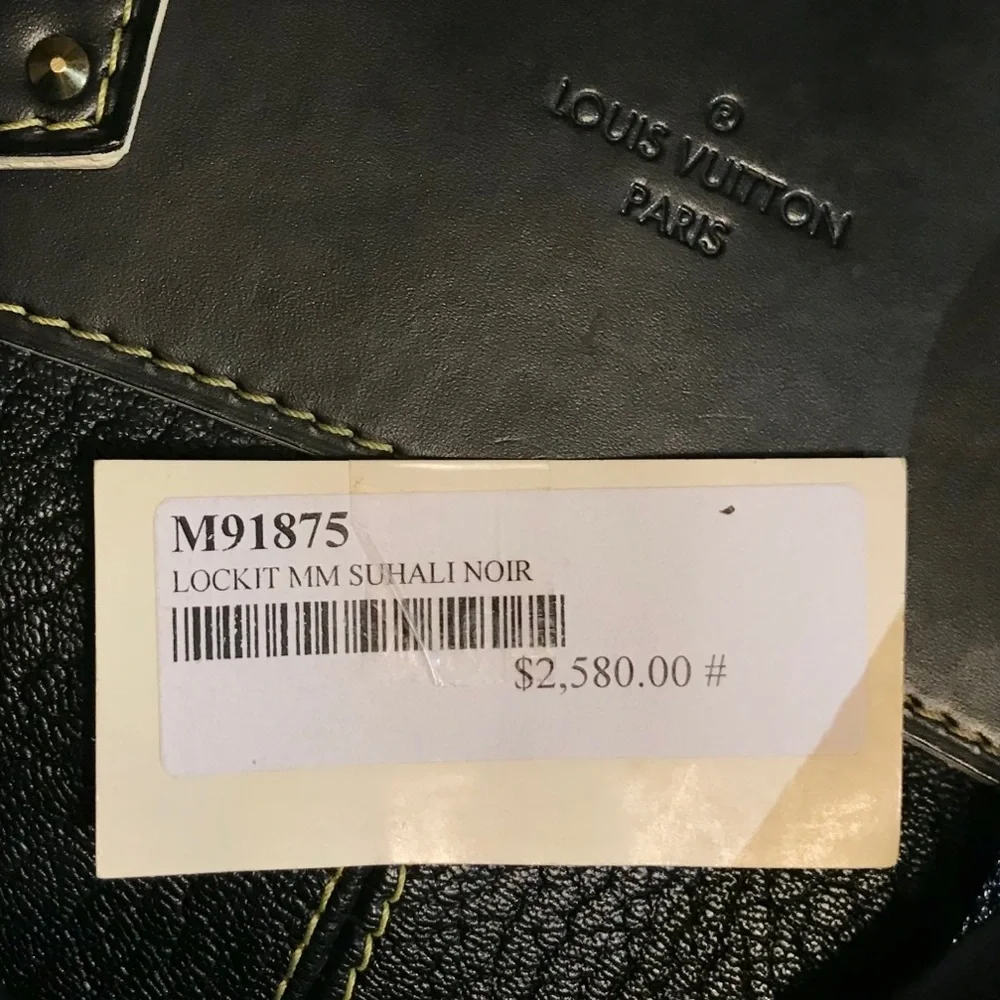 ®
LOUIS VUITTON
PARIS
M91875
LOCKIT MM SUHALI NOIR
$2,580.00 #